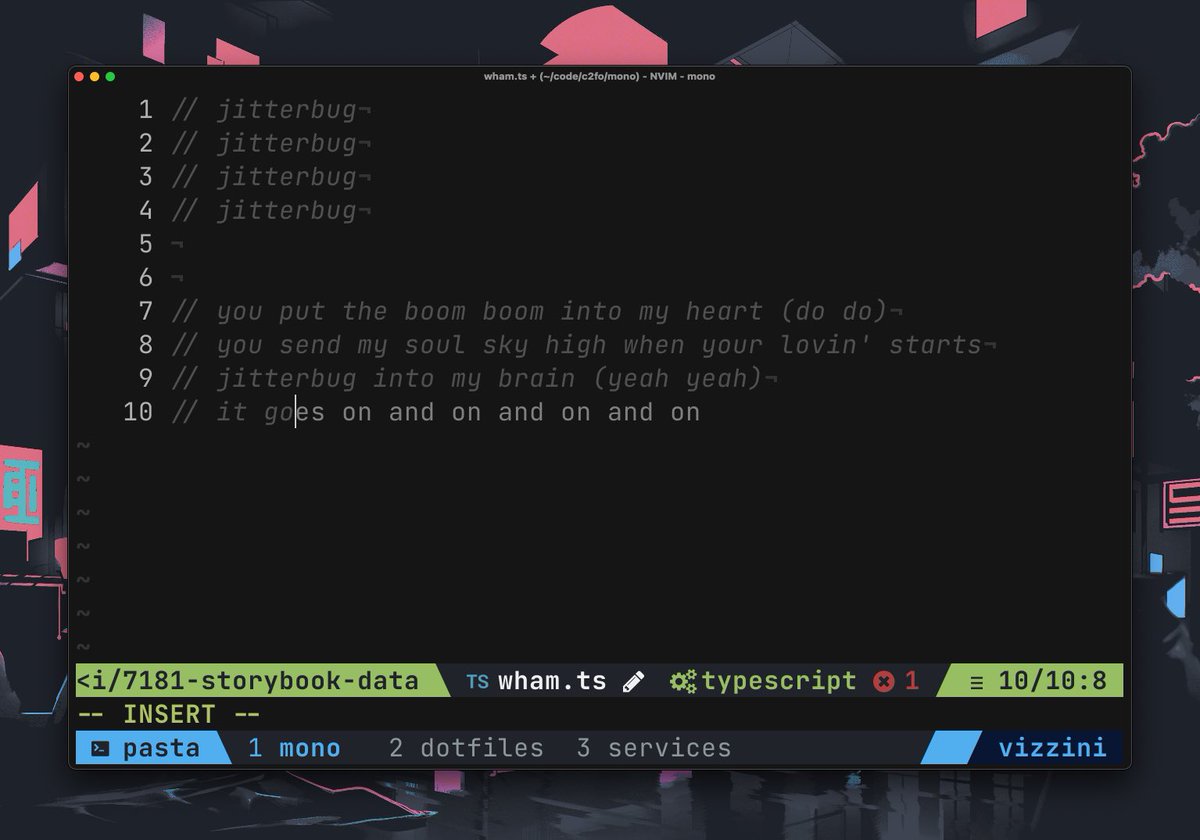 wham.ts + (~/code/c2fo/mono) - NVIM - mono
1 // jitterbug¬
2 // jitterbug¬
3 // jitterbug¬
4 // jitterbug¬
5 ¬
6 ¬
7 // you put the boom boom into my heart (do do)¬
8 // you send my soul sky high when your lovin' starts¬
9 // jitterbug into my brain (yeah yeah)¬
10 // it goes on and on and on and on
~
~
~
~
~
~
~
<i/7181-storybook-data TS wham.ts typescript 1 ≡ 10/10:8
-- INSERT --
pasta 1 mono 2 dotfiles 3 services vizzini